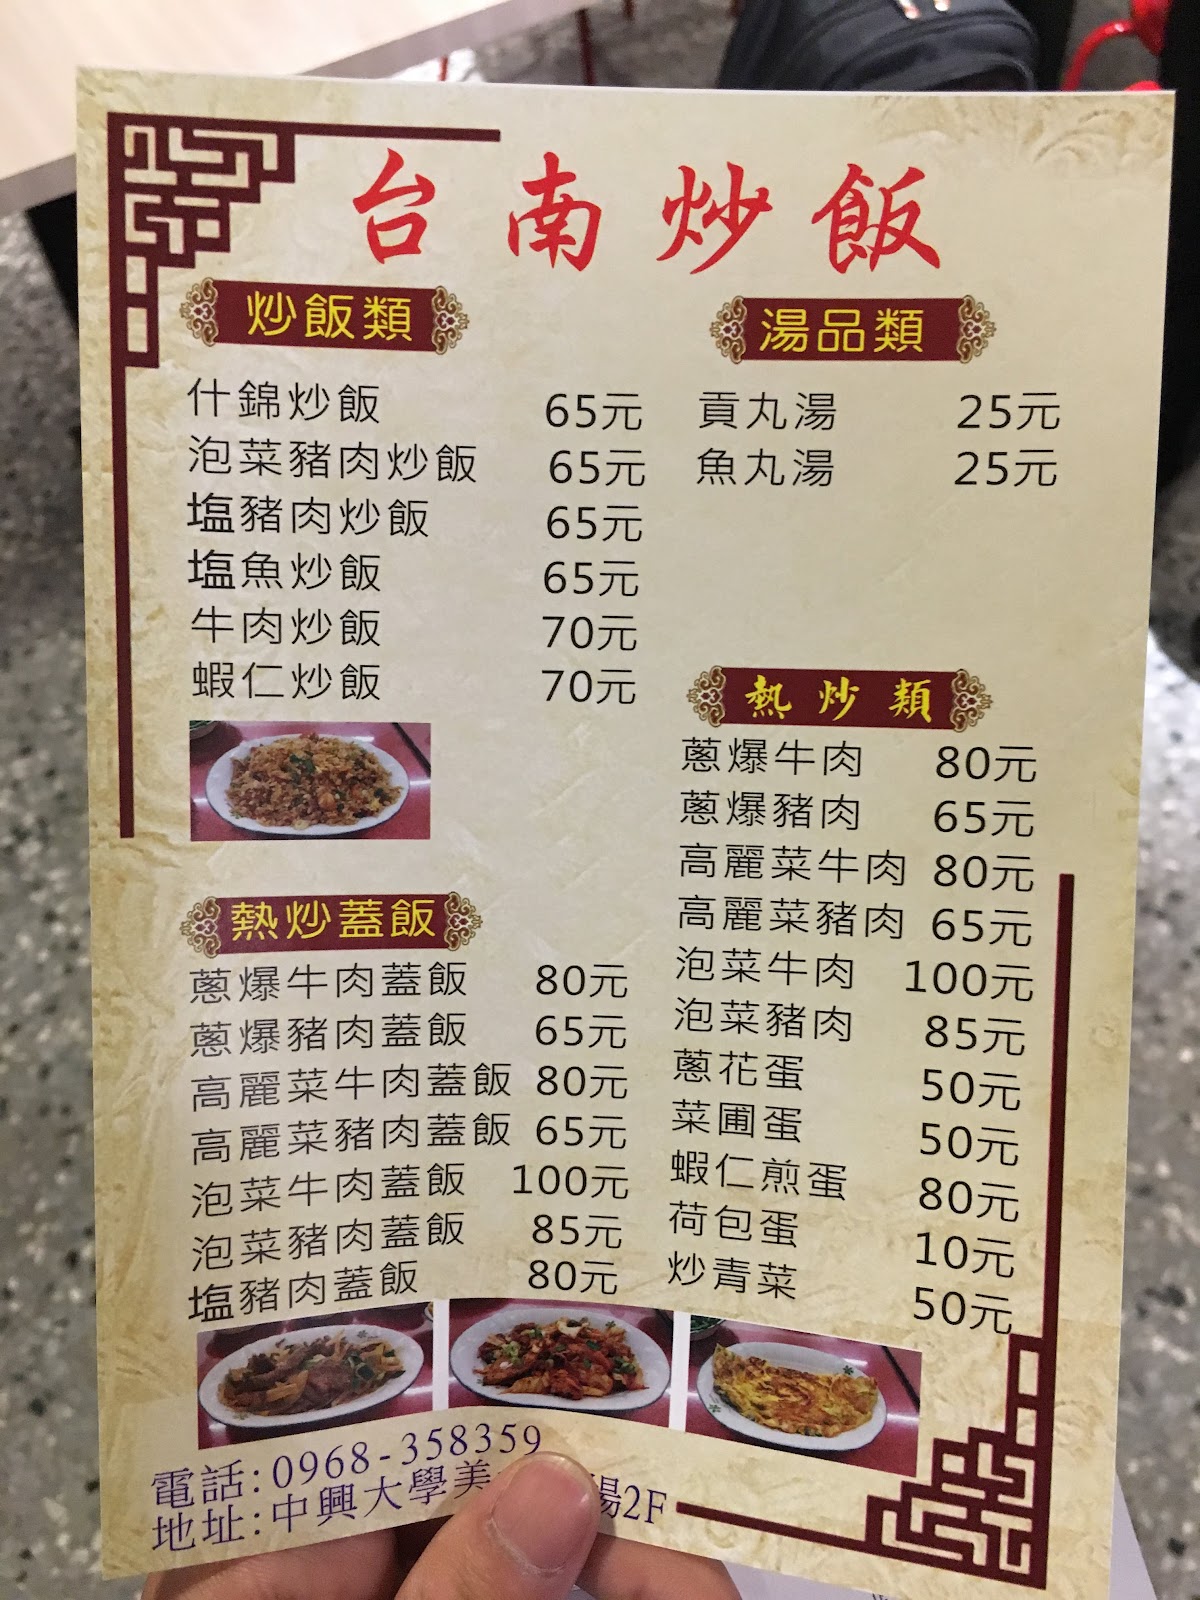 台南炒飯
炒飯類
什錦炒飯 65元
泡菜豬肉炒飯 65元
塩豬肉炒飯 65元
塩魚炒飯 65元
牛肉炒飯 70元
蝦仁炒飯 70元
熱炒蓋飯
蔥爆牛肉蓋飯 80元
蔥爆豬肉蓋飯 65元
高麗菜牛肉蓋飯 80元
高麗菜豬肉蓋飯 65元
泡菜牛肉蓋飯 100元
泡菜豬肉蓋飯 85元
塩豬肉蓋飯 80元
湯品類
貢丸湯 25元
魚丸湯 25元
熱炒類
蔥爆牛肉 80元
蔥爆豬肉 65元
高麗菜牛肉 80元
高麗菜豬肉 65元
泡菜牛肉 100元
泡菜豬肉 85元
蔥花蛋 50元
菜圃蛋 50元
蝦仁煎蛋 80元
荷包蛋 10元
炒青菜 50元
電話:0968-358359
地址:中興大學美 2F